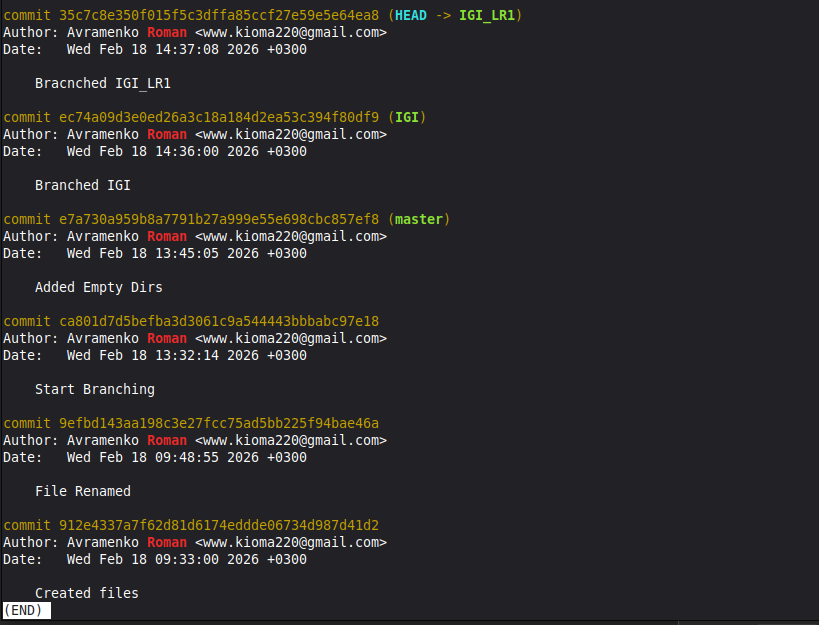 commit 35c7c8e350f015f5c3dffa85ccf27e59e5e64ea8 (HEAD -> IGI_LR1)
Author: Avramenko Roman <www.kioma220@gmail.com>
Date:   Wed Feb 18 14:37:08 2026 +0300
Bracnched IGI_LR1
commit ec74a09d3e0ed26a3c18a184d2ea53c394f80df9 (IGI)
Author: Avramenko Roman <www.kioma220@gmail.com>
Date:   Wed Feb 18 14:36:00 2026 +0300
Branched IGI
commit e7a730a959b8a7791b27a999e55e698cbc857ef8 (master)
Author: Avramenko Roman <www.kioma220@gmail.com>
Date:   Wed Feb 18 13:45:05 2026 +0300
Added Empty Dirs
commit ca801d7d5befba3d3061c9a544443bbbabc97e18
Author: Avramenko Roman <www.kioma220@gmail.com>
Date:   Wed Feb 18 13:32:14 2026 +0300
Start Branching
commit 9efbd143aa198c3e27fcc75ad5bb225f94bae46a
Author: Avramenko Roman <www.kioma220@gmail.com>
Date:   Wed Feb 18 09:48:55 2026 +0300
File Renamed
commit 912e4337a7f62d81d6174eddde06734d987d41d2
Author: Avramenko Roman <www.kioma220@gmail.com>
Date:   Wed Feb 18 09:33:00 2026 +0300
Created files
(END)